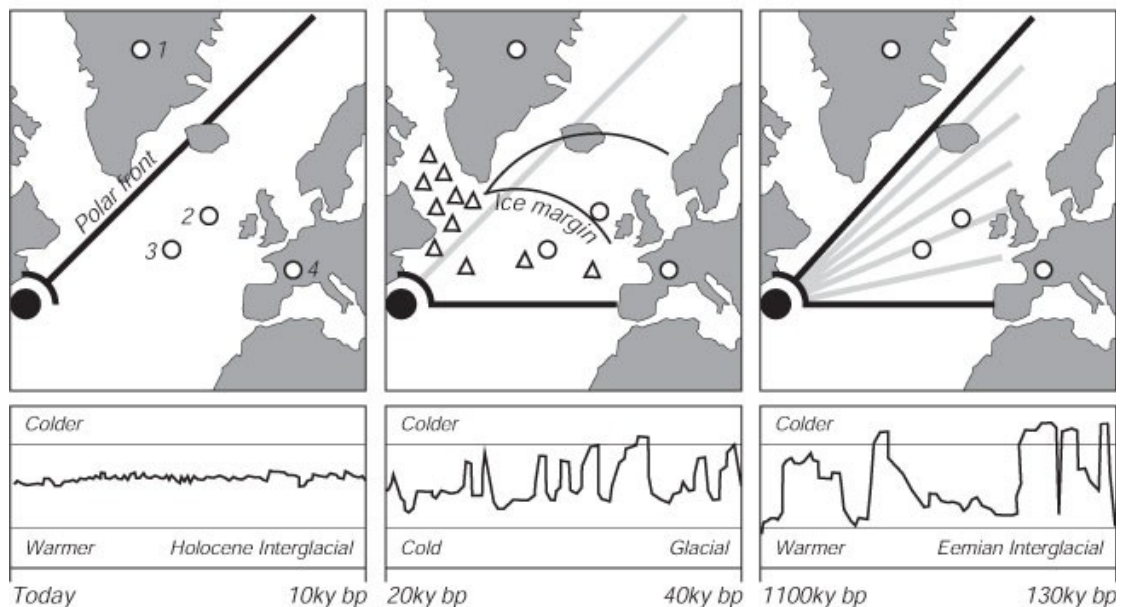 1
Polar front
2
3
4
Ice margin
Colder
Warmer Holocene Interglacial
Today 10ky bp
Colder
Cold Glacial
20ky bp 40ky bp
Colder
Warmer Eemian Interglacial
1100ky bp 130ky bp